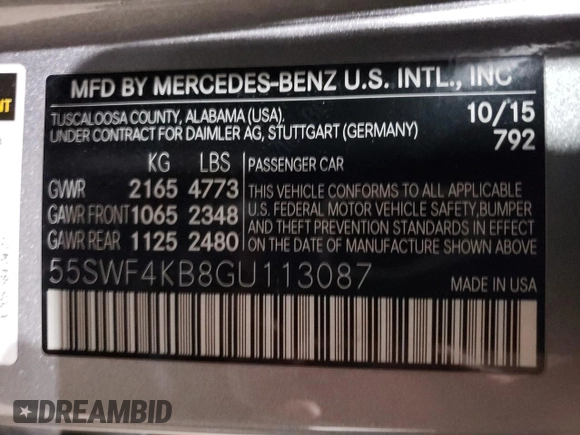 MFD BY MERCEDES-BENZ U.S. INTL., INC
TUSCALOOSA COUNTY, ALABAMA (USA). 10/15
UNDER CONTRACT FOR DAIMLER AG, STUTTGART (GERMANY) 792
KG LBS PASSENGER CAR
GVWR 2165 4773 THIS VEHICLE CONFORMS TO ALL APPLICABLE
GAWR FRONT 1065 2348 U.S. FEDERAL MOTOR VEHICLE SAFETY, BUMPER
AND THEFT PREVENTION STANDARDS IN EFFECT
GAWR REAR 1125 2480 ON THE DATE OF MANUFACTURE SHOWN ABOVE.
55SWF4KB8GU113087
MADE IN USA
DREAMBID